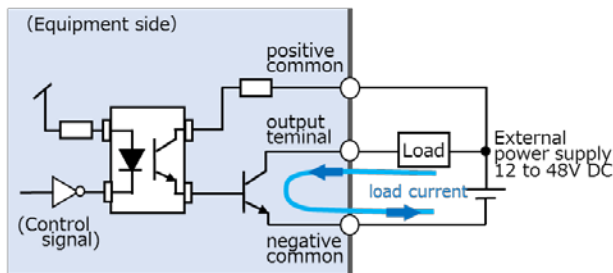 (Equipment side)
positive
common
output
teminal
Load
External
power supply
12 to 48V DC
load current
(Control
signal)
negative
common